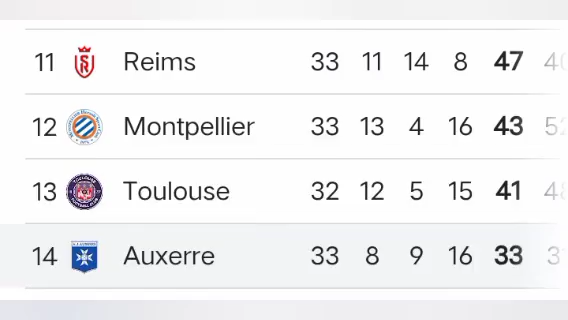 11 Reims 33 11 14 8 47
12 Montpellier 33 13 4 16 43
13 Toulouse 32 12 5 15 41
14 Auxerre 33 8 9 16 33